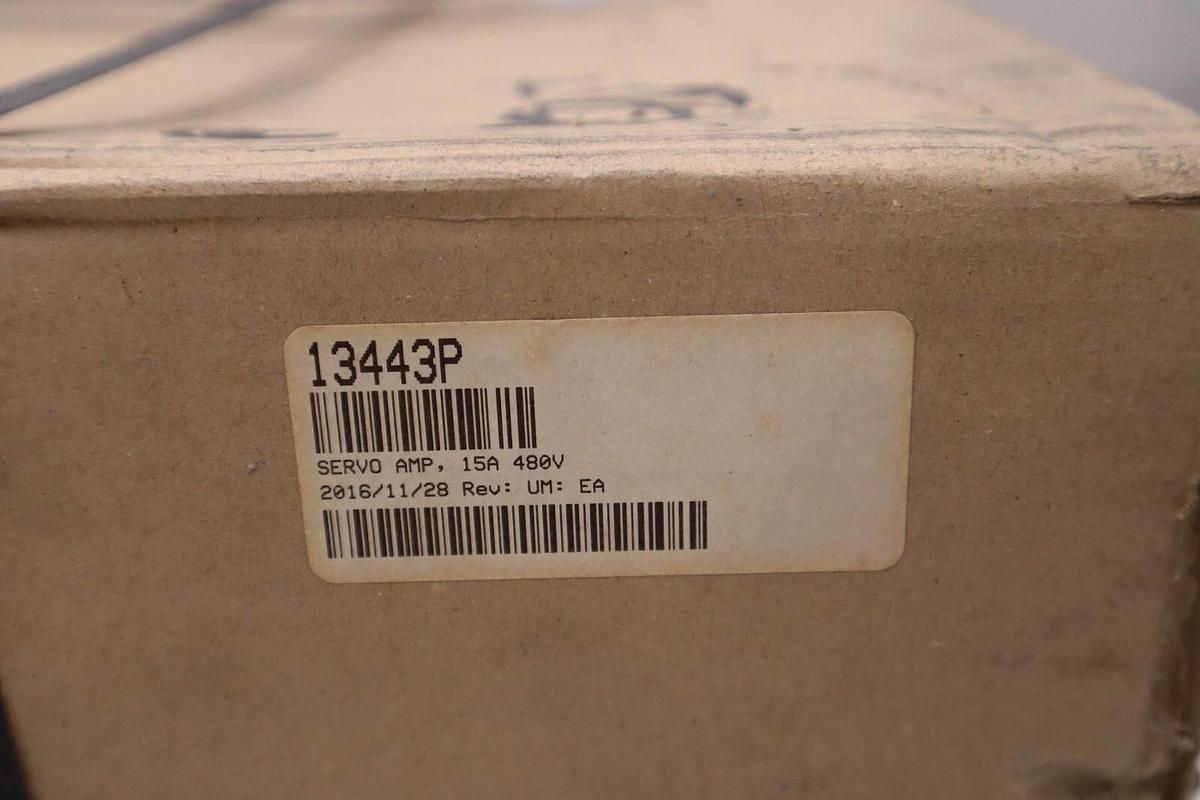 13443P
SERVO AMP, 15A 480V
2016/11/28 Rev: UM: EA